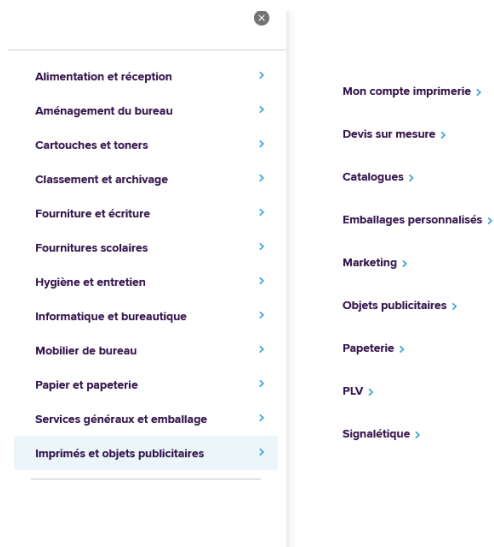 Alimentation et réception
Aménagement du bureau
Cartouches et toners
Classement et archivage
Fourniture et écriture
Fournitures scolaires
Hygiène et entretien
Informatique et bureautique
Mobilier de bureau
Papier et papeterie
Services généraux et emballage
Imprimés et objets publicitaires
Mon compte imprimerie
Devis sur mesure
Catalogues
Emballages personnalisés
Marketing
Objets publicitaires
Papeterie
PLV
Signalétique